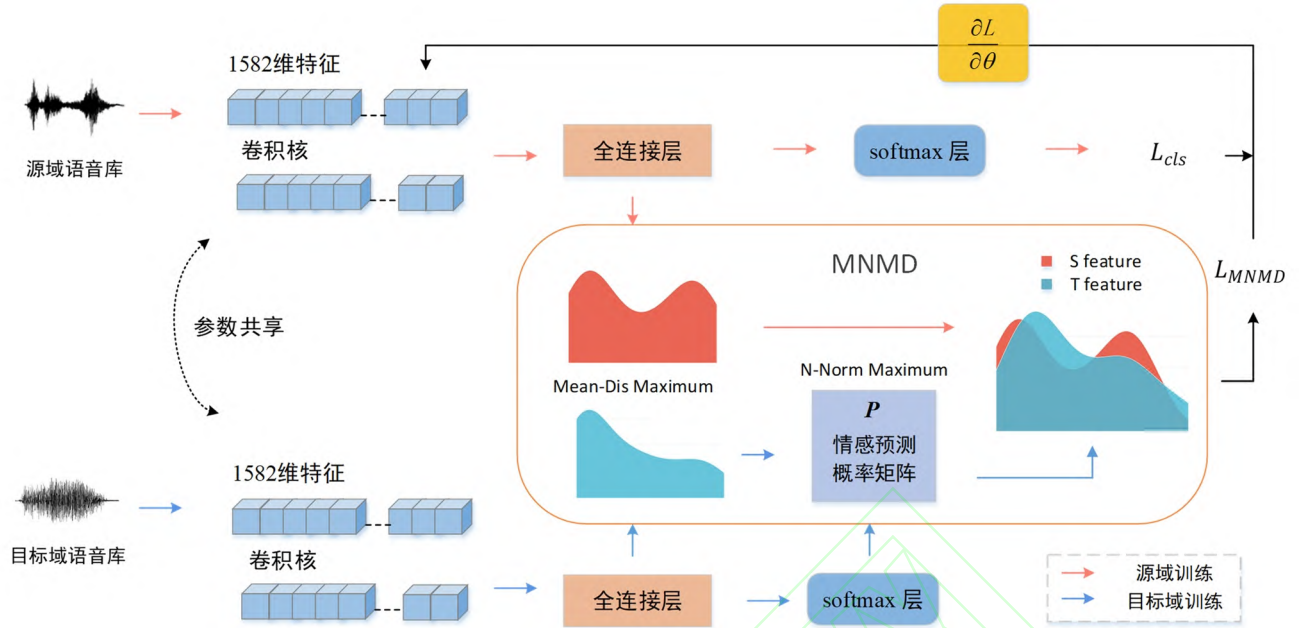 ∂L
∂θ
1582维特征
源域语音库
卷积核
全连接层
softmax 层
L_cls
MNMD
S feature
T feature
L_MNMD
参数共享
Mean-Dis Maximum
N-Norm Maximum
P
情感预测
概率矩阵
1582维特征
目标域语音库
卷积核
全连接层
softmax 层
源域训练
目标域训练